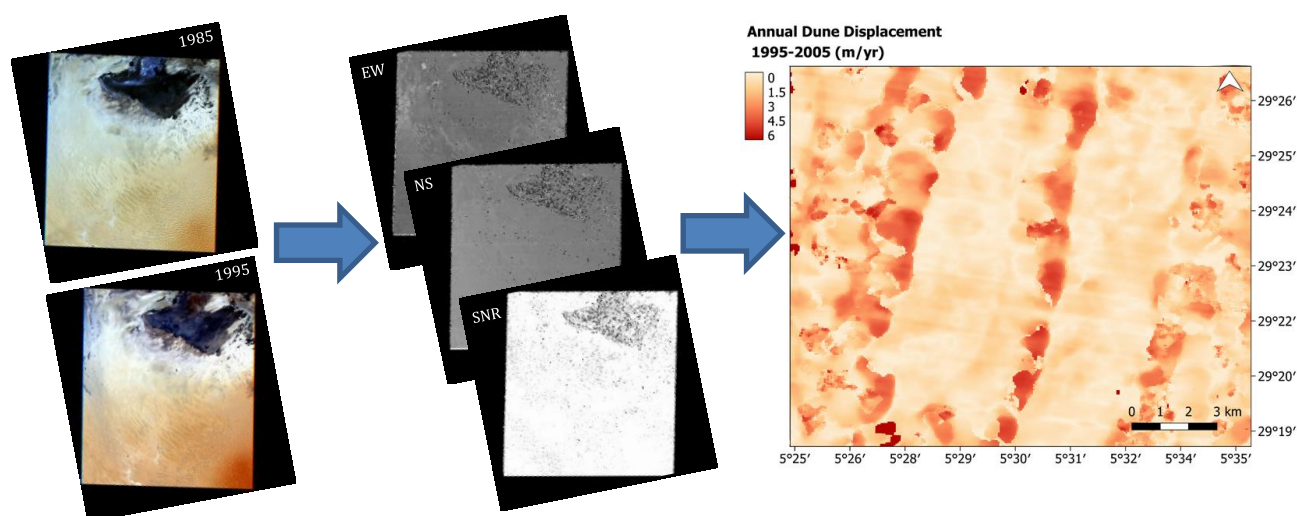 1985
1995
EW
NS
SNR
Annual Dune Displacement
1995-2005 (m/yr)
0
1.5
3
4.5
6
29°26′
29°25′
29°24′
29°23′
29°22′
29°20′
29°19′
0 1 2 3 km
5°25′ 5°26′ 5°28′ 5°29′ 5°30′ 5°31′ 5°32′ 5°34′ 5°35′